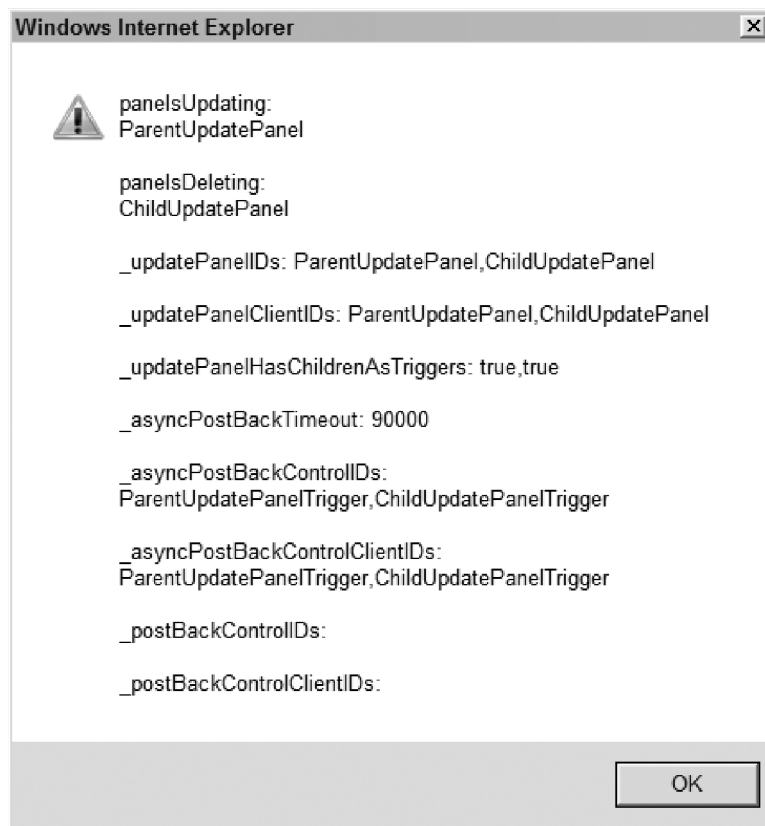 Windows Internet Explorer
panelsUpdating:
ParentUpdatePanel
panelsDeleting:
ChildUpdatePanel
_updatePanelIDs: ParentUpdatePanel,ChildUpdatePanel
_updatePanelClientIDs: ParentUpdatePanel,ChildUpdatePanel
_updatePanelHasChildrenAsTriggers: true,true
_asyncPostBackTimeout: 90000
_asyncPostBackControlIDs:
ParentUpdatePanelTrigger,ChildUpdatePanelTrigger
_asyncPostBackControlClientIDs:
ParentUpdatePanelTrigger,ChildUpdatePanelTrigger
_postBackControlIDs:
_postBackControlClientIDs:
OK